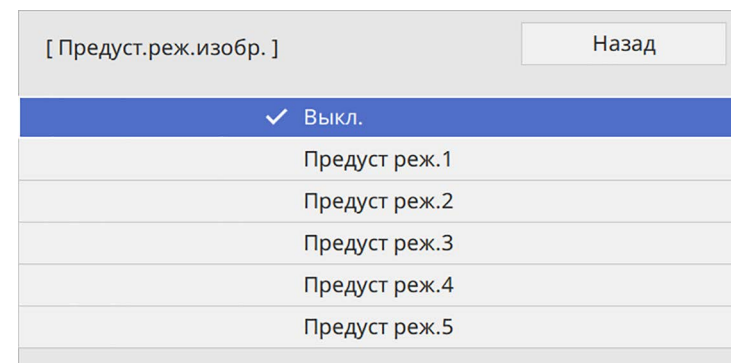 [ Предуст.реж.изобр. ]
Назад
Выкл.
Предуст реж.1
Предуст реж.2
Предуст реж.3
Предуст реж.4
Предуст реж.5